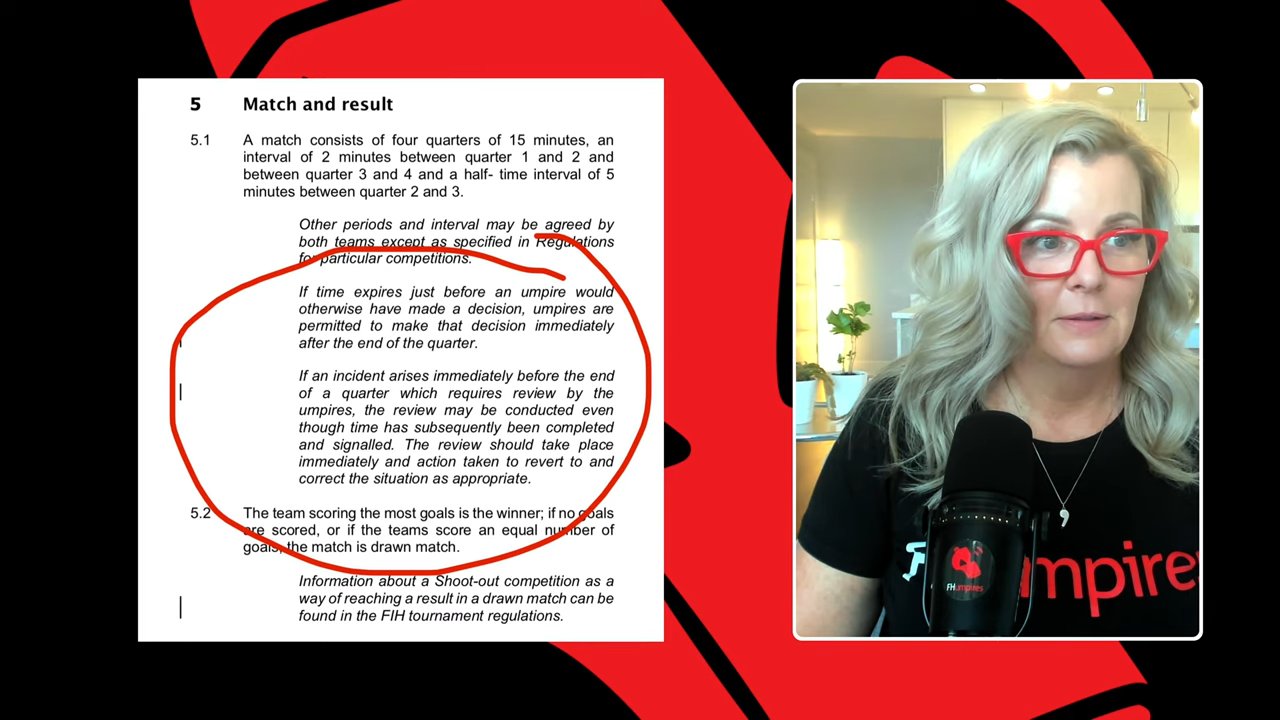 5 Match and result
5.1 A match consists of four quarters of 15 minutes, an
interval of 2 minutes between quarter 1 and 2 and
between quarter 3 and 4 and a half- time interval of 5
minutes between quarter 2 and 3.
Other periods and interval may be agreed by
both teams except as specified in Regulations
for particular competitions.
If time expires just before an umpire would
otherwise have made a decision, umpires are
permitted to make that decision immediately
after the end of the quarter.
If an incident arises immediately before the end
of a quarter which requires review by the
umpires, the review may be conducted even
though time has subsequently been completed
and signalled. The review should take place
immediately and action taken to revert to and
correct the situation as appropriate.
5.2 The team scoring the most goals is the winner; if no goals
are scored, or if the teams score an equal number of
goals, the match is drawn match.
Information about a Shoot-out competition as a
way of reaching a result in a drawn match can be
found in the FIH tournament regulations.
FHumpires